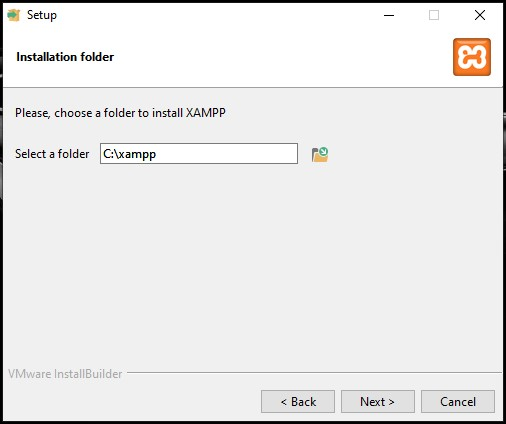 Setup
Installation folder
Please, choose a folder to install XAMPP
Select a folder C:\xampp
VMware InstallBuilder
< Back Next > Cancel